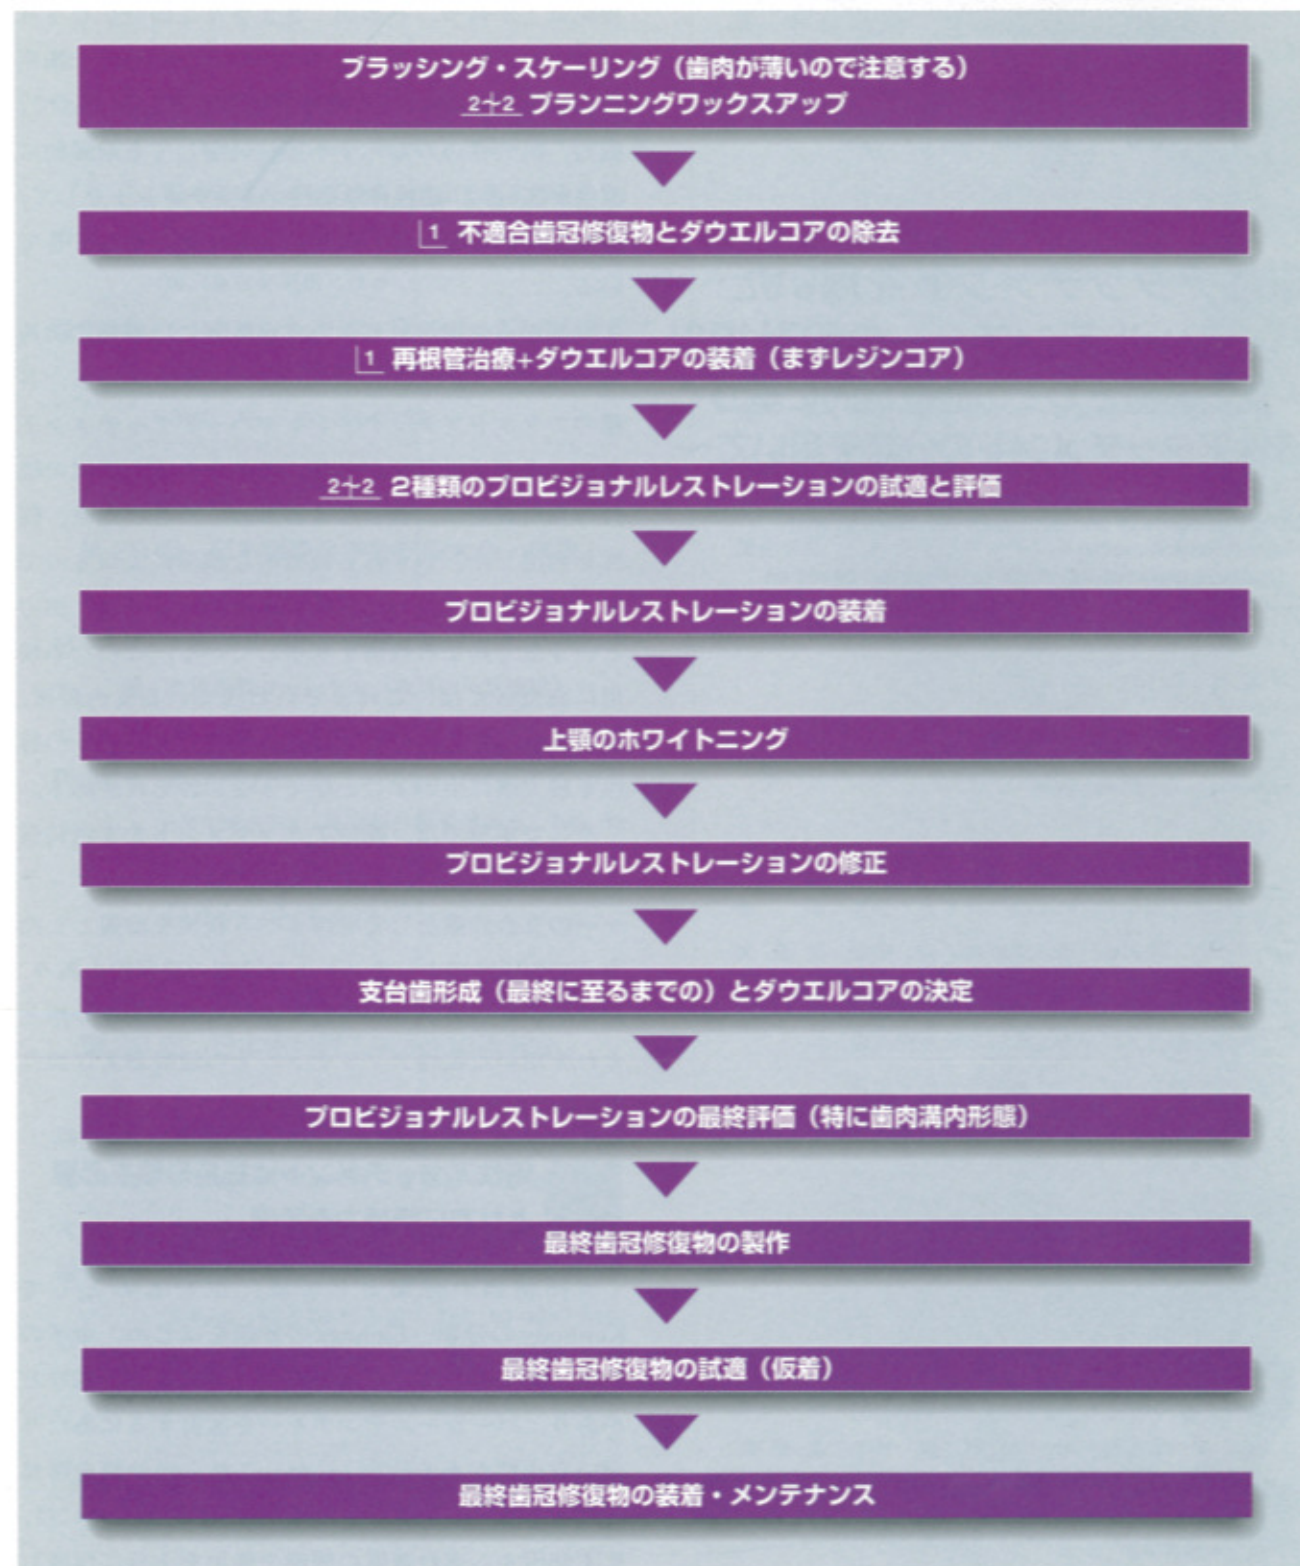 ブラッシング・スケーリング（歯肉が薄いので注意する）
2┼2 プランニングワックスアップ
└1 不適合歯冠修復物とダウエルコアの除去
└1 再根管治療+ダウエルコアの装着（まずレジンコア）
2┼2 2種類のプロビジョナルレストレーションの試適と評価
プロビジョナルレストレーションの装着
上顎のホワイトニング
プロビジョナルレストレーションの修正
支台歯形成（最終に至るまでの）とダウエルコアの決定
プロビジョナルレストレーションの最終評価（特に歯肉溝内形態）
最終歯冠修復物の製作
最終歯冠修復物の試適（仮着）
最終歯冠修復物の装着・メンテナンス